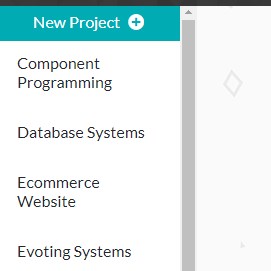 New Project
Component
Programming
Database Systems
Ecommerce
Website
Evoting Systems